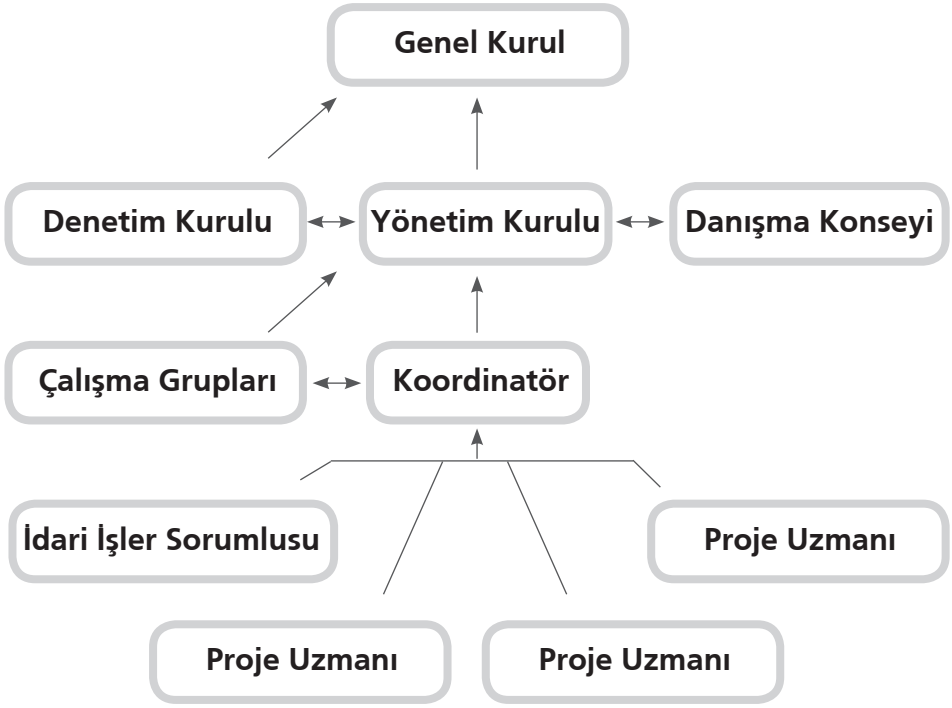 Genel Kurul
Denetim Kurulu
Yönetim Kurulu
Danışma Konseyi
Çalışma Grupları
Koordinatör
İdari İşler Sorumlusu
Proje Uzmanı
Proje Uzmanı
Proje Uzmanı